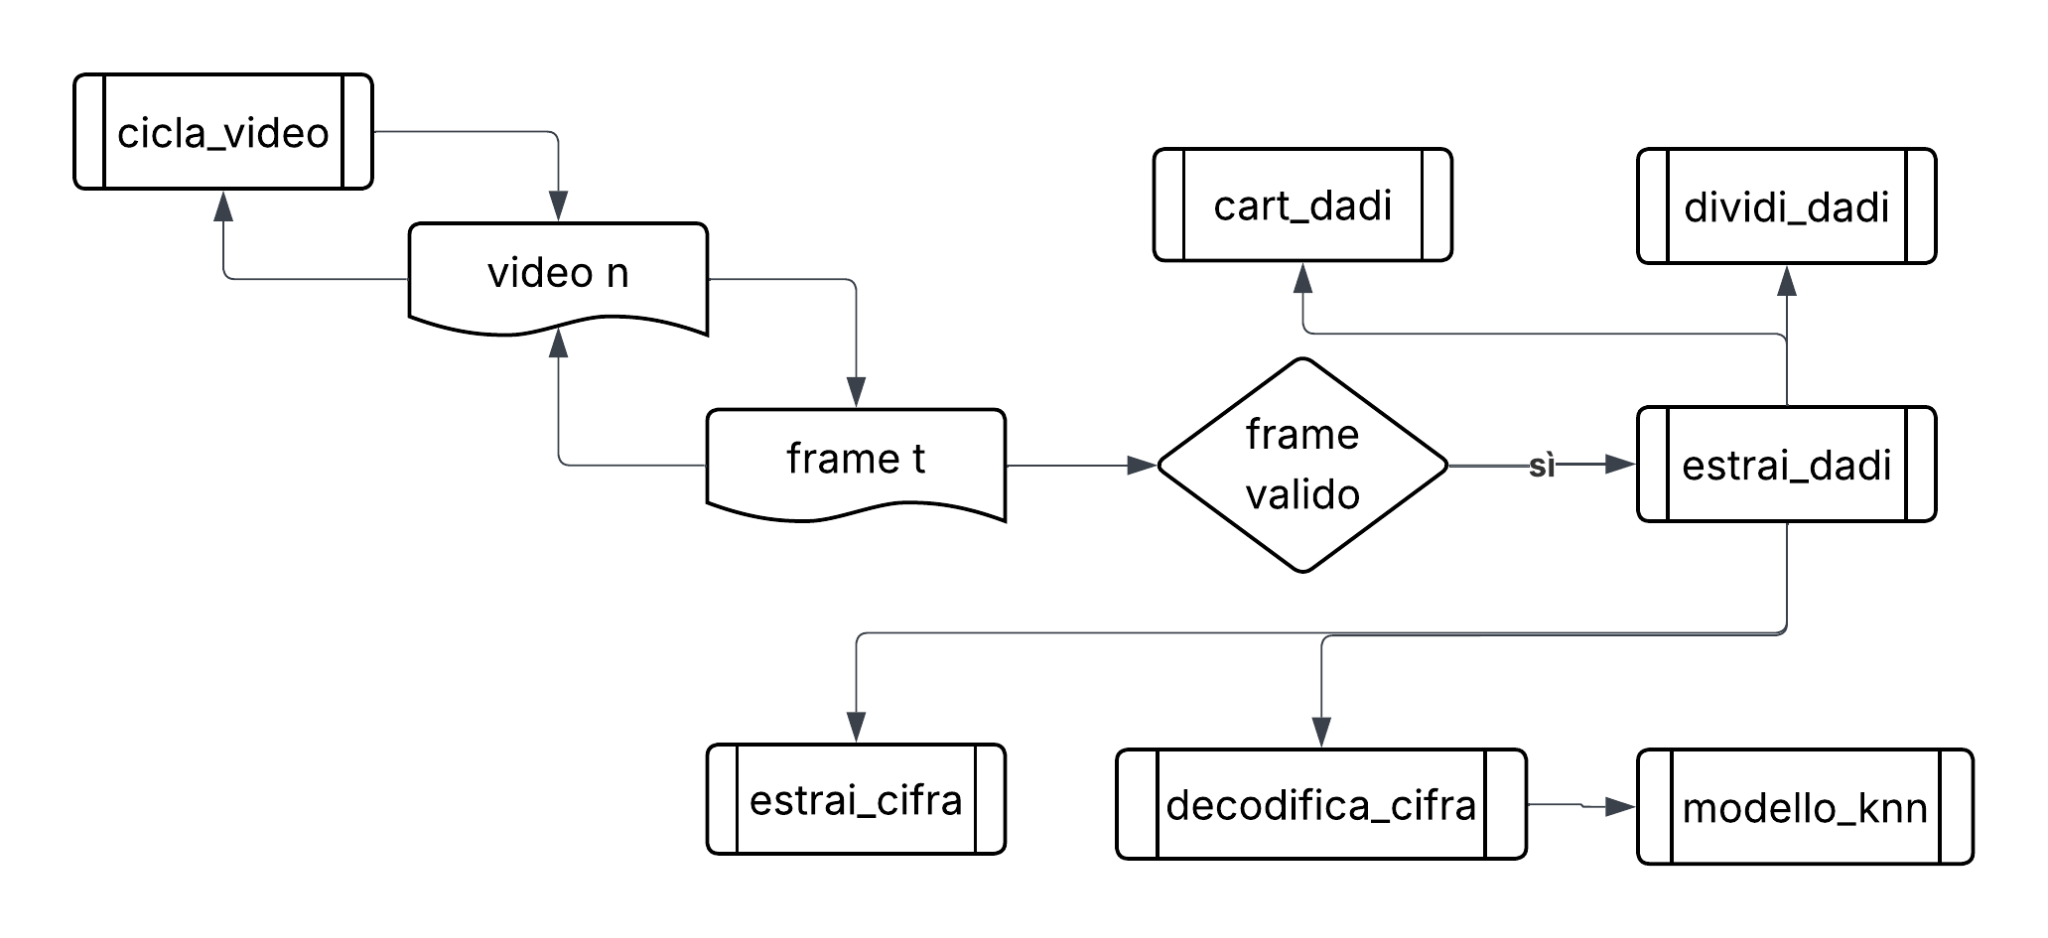 cicla_video
video n
frame t
frame
valido
sì
cart_dadi
dividi_dadi
estrai_dadi
estrai_cifra
decodifica_cifra
modello_knn